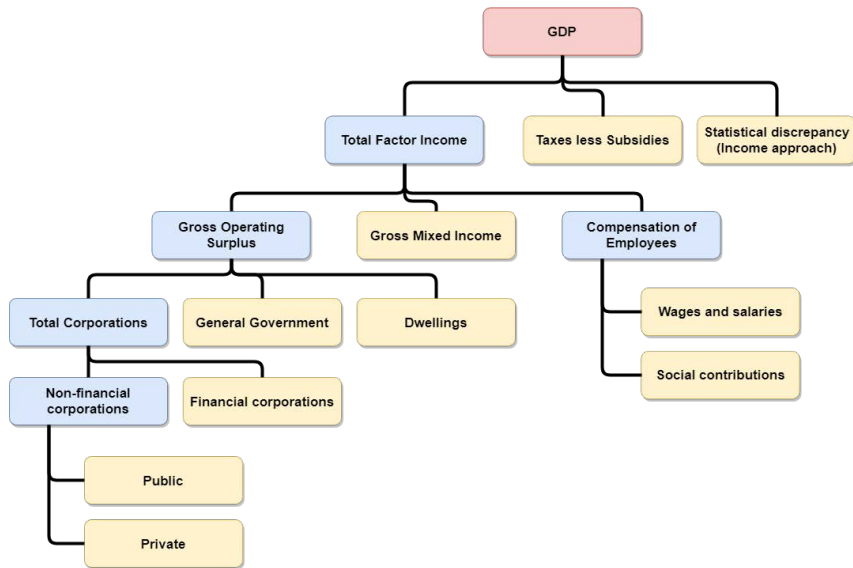 GDP
Total Factor Income
Taxes less Subsidies
Statistical discrepancy
(Income approach)
Gross Operating
Surplus
Gross Mixed Income
Compensation of
Employees
Total Corporations
General Government
Dwellings
Wages and salaries
Social contributions
Non-financial
corporations
Financial corporations
Public
Private